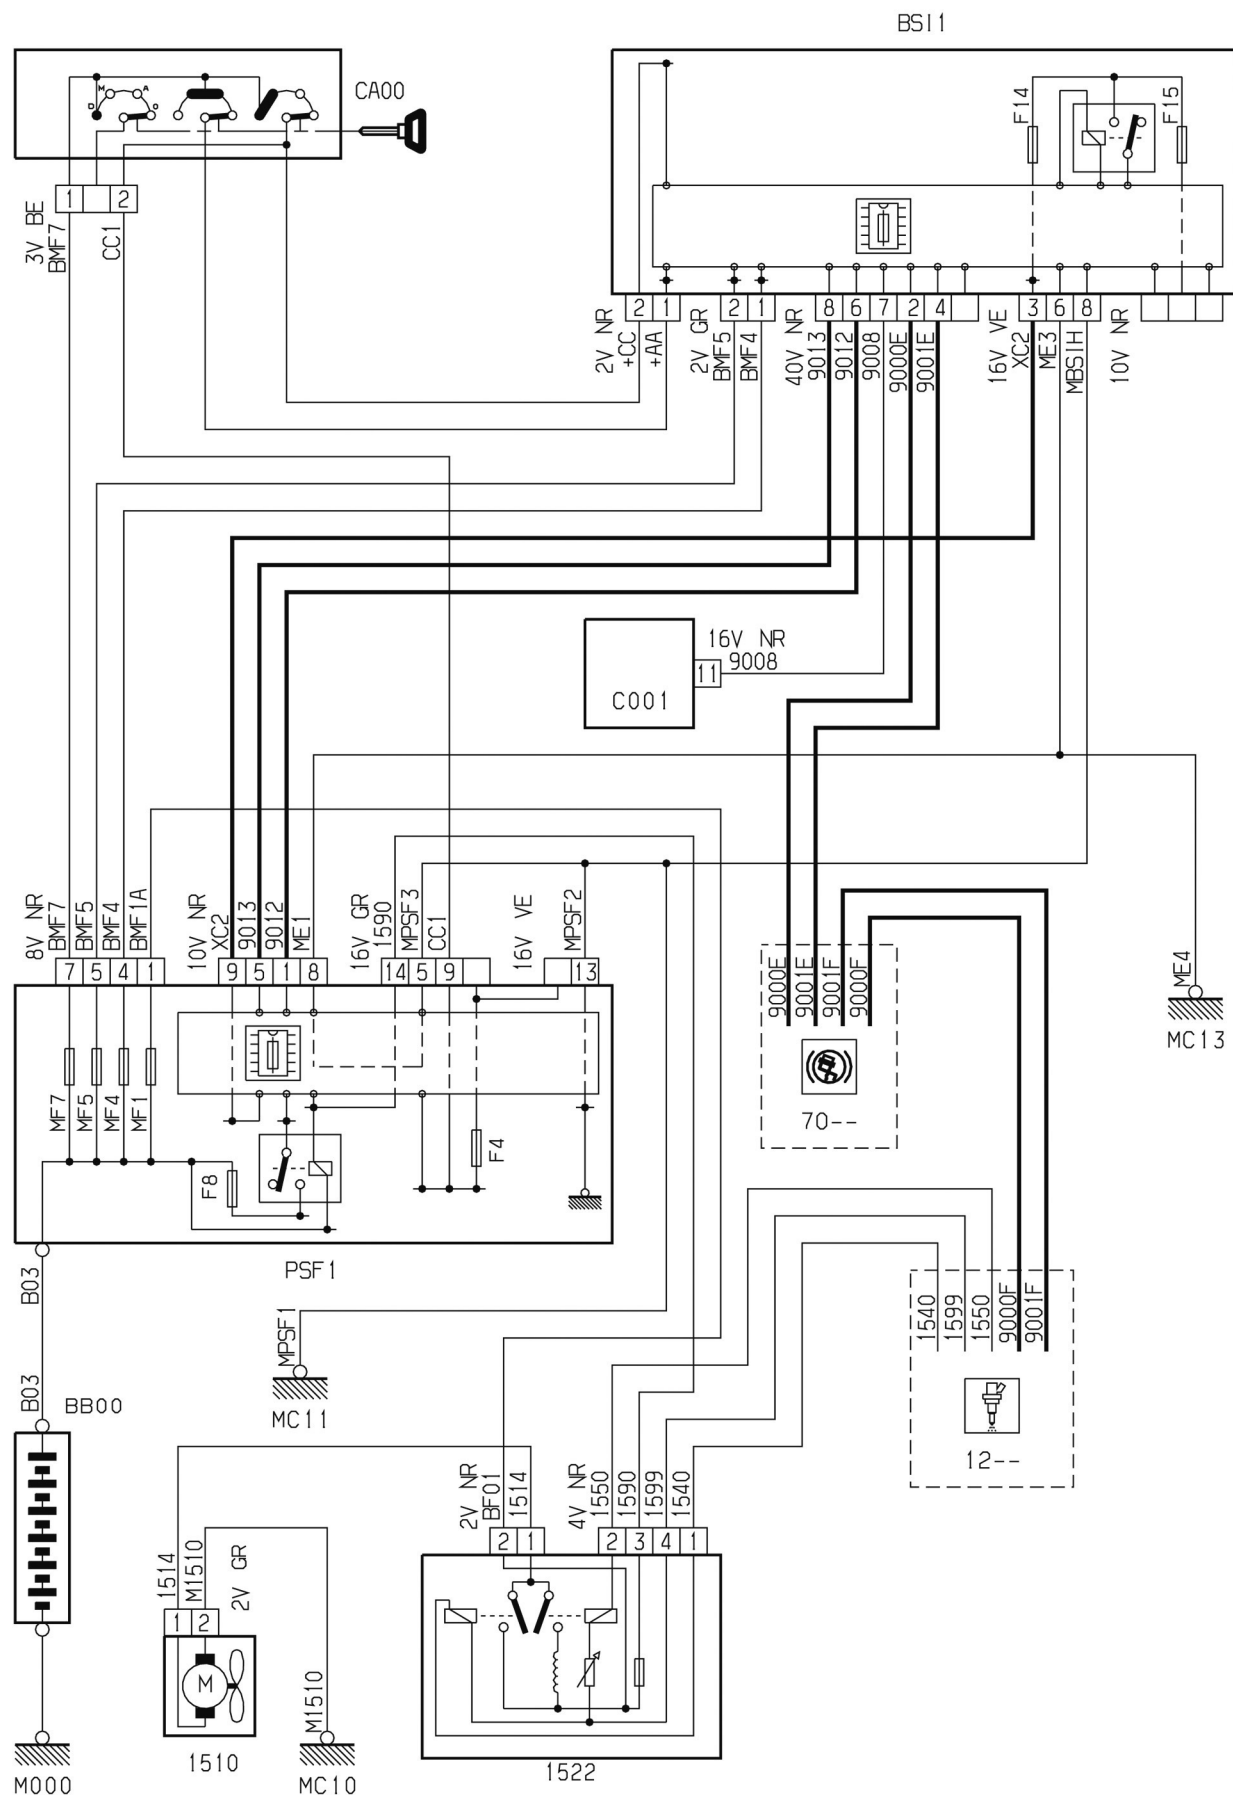 BSI1
CA00
M
A
D
O
F14
F15
1
2
3V BE
BMF7
CC1
2
1
2
1
8
6
7
2
4
3
6
8
2V NR
+CC
+AA
2V GR
BMF5
BMF4
40V NR
9013
9012
9008
9000E
9001E
16V VE
XC2
ME3
MBSIH
10V NR
16V NR
9008
11
C001
8V NR
BMF7
BMF5
BMF4
BMF1A
10V NR
XC2
9013
9012
ME1
16V GR
1590
MPSF3
CC1
16V VE
MPSF2
7
5
4
1
9
5
1
8
14
5
9
13
9000E
9001E
9001F
9000F
ME4
MC13
70--
MF7
MF5
MF4
MF1
F8
F4
PSF1
B03
MPSF1
MC11
1540
1599
1550
9000F
9001F
12--
B03
BB00
2V NR
BF01
1514
4V NR
1550
1590
1599
1540
2
1
2
3
4
1
1514
M1510
2V GR
1
2
M
1510
M1510
MC10
M000
1522